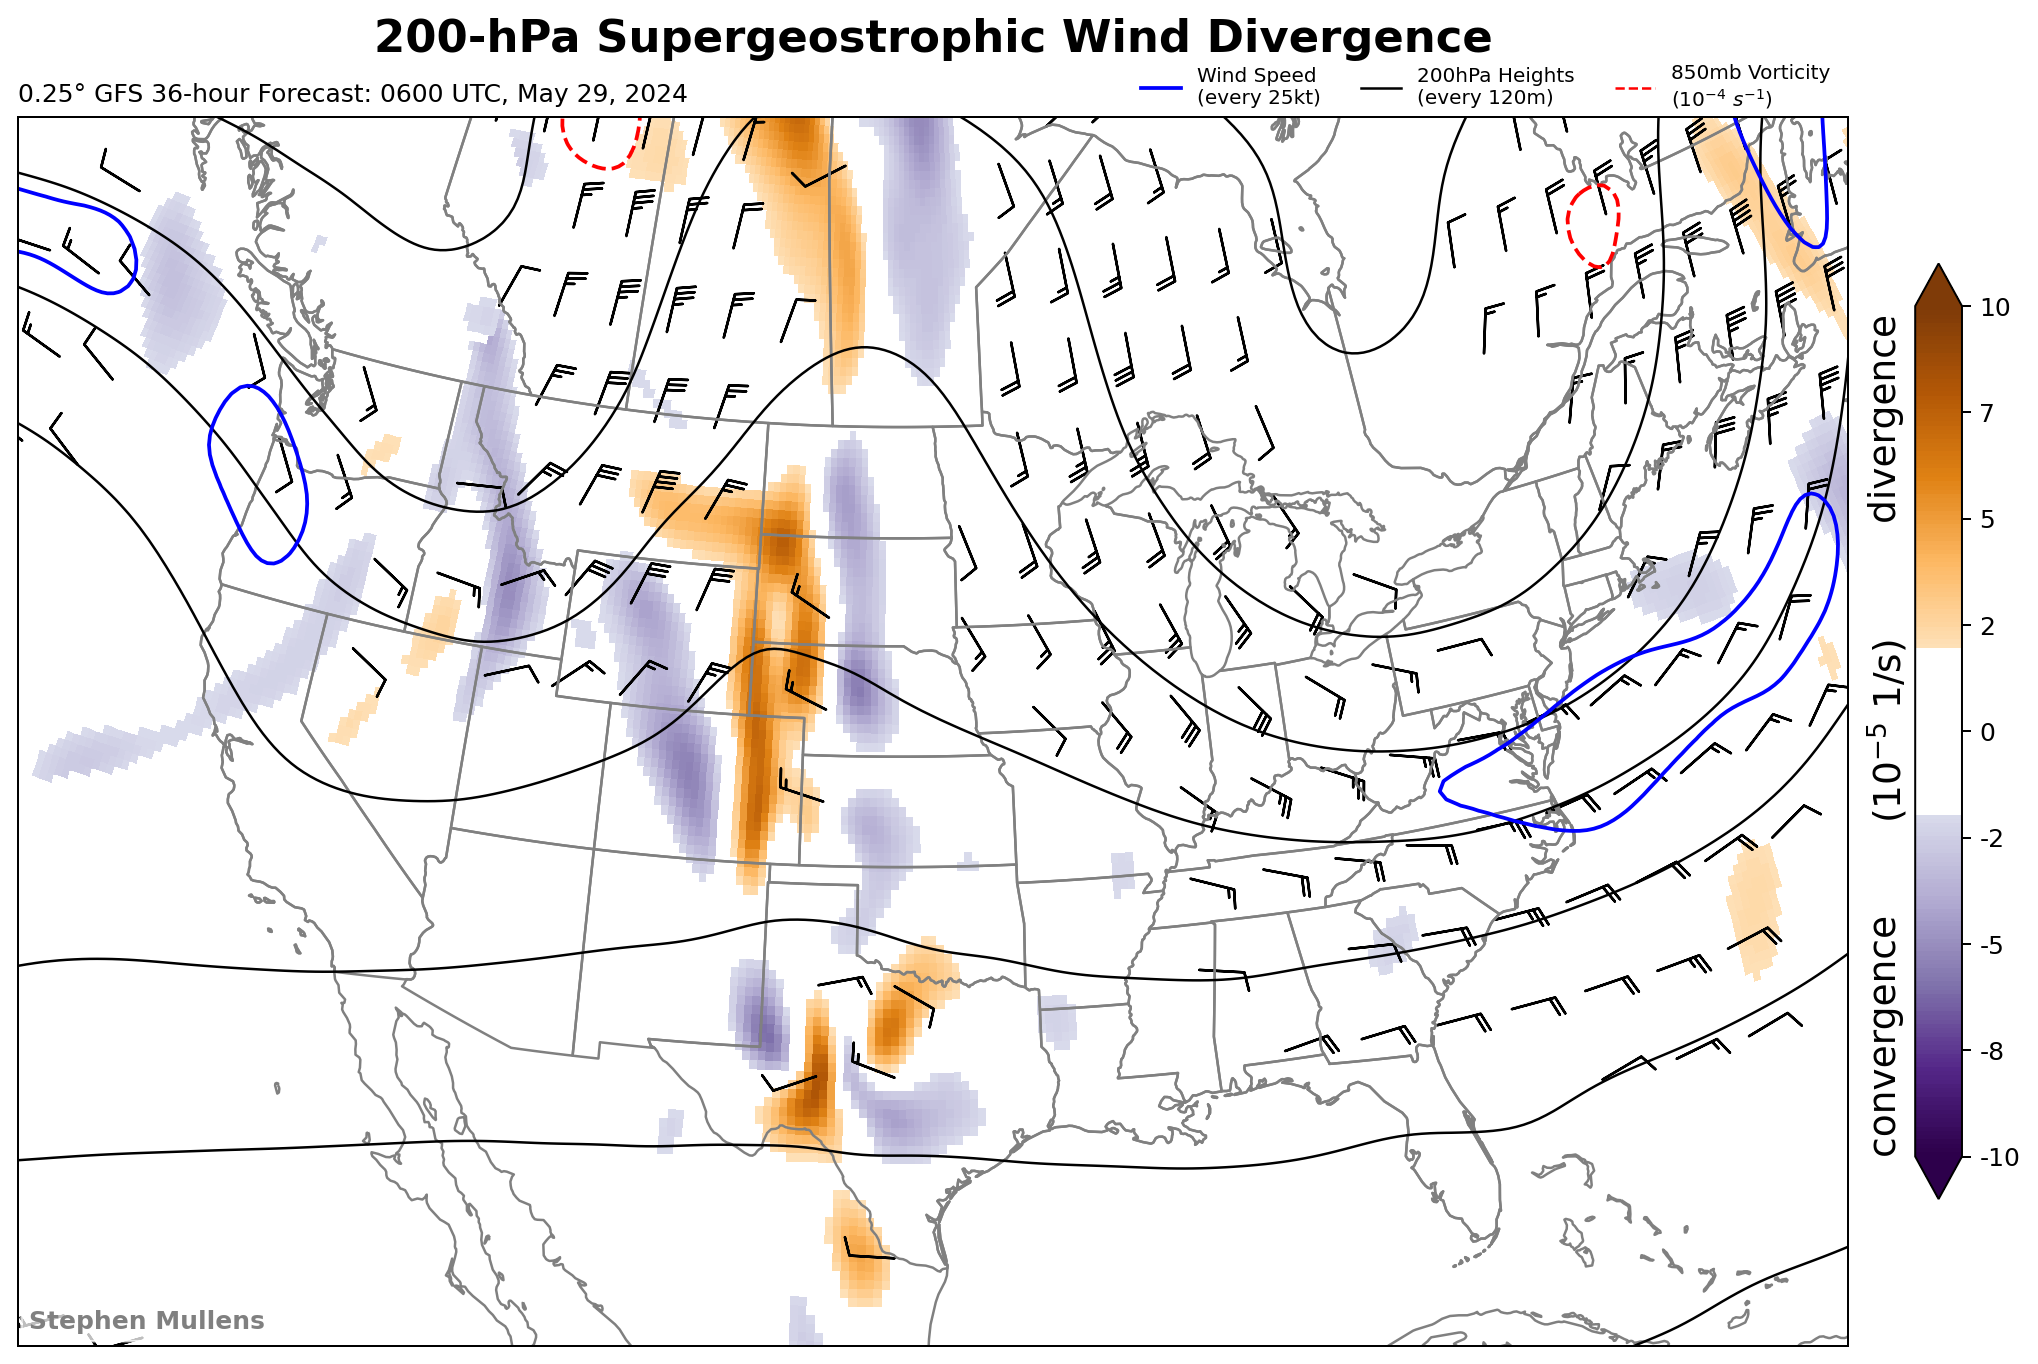 200-hPa Supergeostrophic Wind Divergence
0.25° GFS 36-hour Forecast: 0600 UTC, May 29, 2024
Wind Speed
(every 25kt)
200hPa Heights
(every 120m)
850mb Vorticity
(10⁻⁴ s⁻¹)
10
7
5
2
0
-2
-5
-8
-10
convergence (10⁻⁵ 1/s) divergence
Stephen Mullens